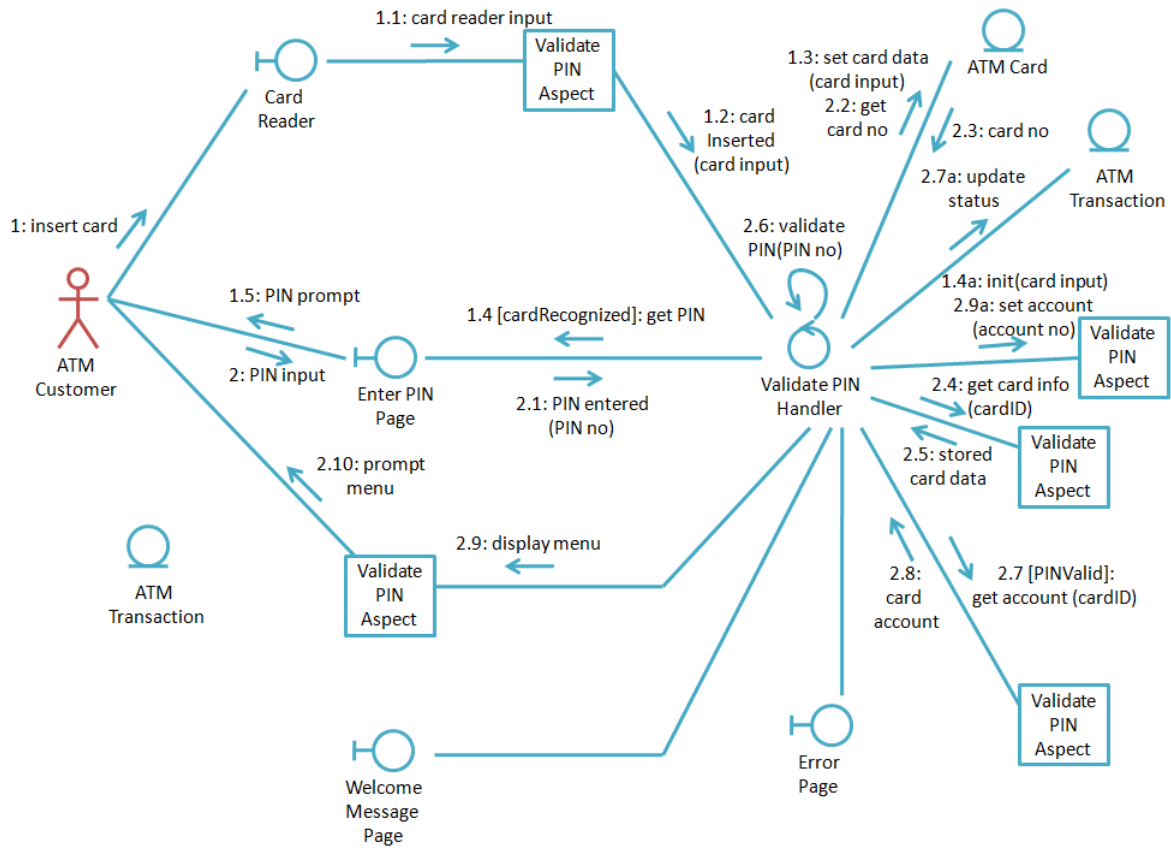 1.1: card reader input
Validate
PIN
Aspect
Card
Reader
1.2: card
Inserted
(card input)
1.3: set card data
(card input)
2.2: get
card no
ATM Card
2.3: card no
2.7a: update
status
ATM
Transaction
1: insert card
2.6: validate
PIN(PIN no)
1.4a: init(card input)
2.9a: set account
(account no)
Validate
PIN
Aspect
ATM
Customer
1.5: PIN prompt
2: PIN input
1.4 [cardRecognized]: get PIN
Enter PIN
Page
2.1: PIN entered
(PIN no)
Validate PIN
Handler
2.4: get card info
(cardID)
2.5: stored
card data
Validate
PIN
Aspect
2.10: prompt
menu
ATM
Transaction
2.9: display menu
Validate
PIN
Aspect
2.8:
card
account
2.7 [PINValid]:
get account (cardID)
Validate
PIN
Aspect
Welcome
Message
Page
Error
Page